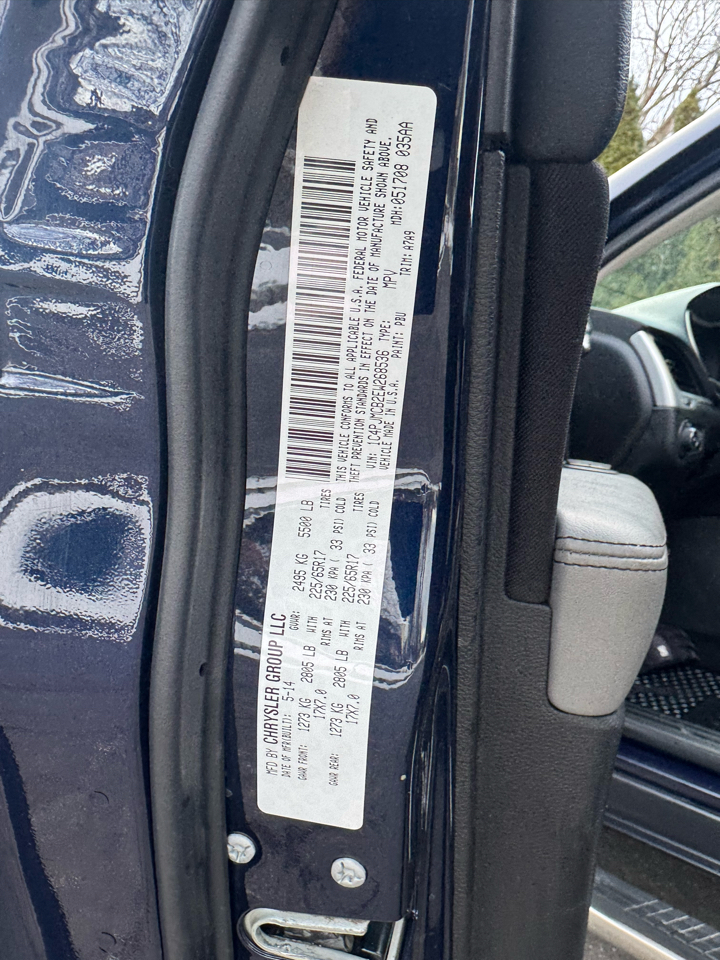 MFD BY CHRYSLER GROUP LLC
DATE OF MFR(BUILT): 5-14 GVWR: 2495 KG 5500 LB
GAWR FRONT: 1273 KG 2805 LB WITH 225/65R17 TIRES
17X7.0 RIMS AT 230 KPA ( 33 PSI) COLD
GAWR REAR: 1273 KG 2805 LB WITH 225/65R17 TIRES
17X7.0 RIMS AT 230 KPA ( 33 PSI) COLD
THIS VEHICLE CONFORMS TO ALL APPLICABLE U.S.A. FEDERAL MOTOR VEHICLE SAFETY AND
THEFT PREVENTION STANDARDS IN EFFECT ON THE DATE OF MANUFACTURE SHOWN ABOVE.
VIN: 1C4PJMCB2EW268536 TYPE: MPV MDH:051708 035AA
VEHICLE MADE IN U.S.A. PAINT: PBU TRIM: A7A9